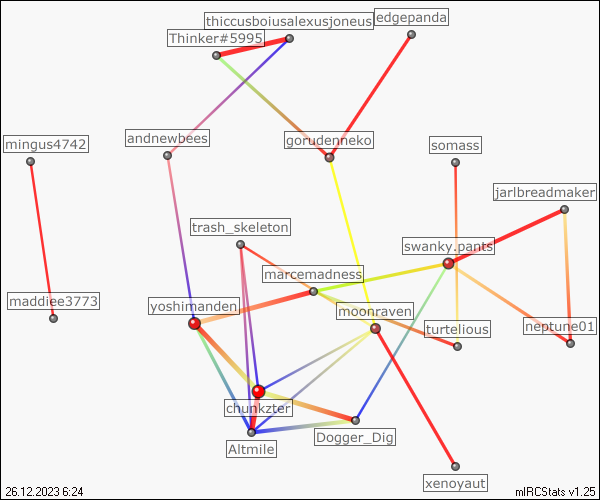 thiccusboiusalexusjoneus
edgepanda
Thinker#5995
mingus4742
andnewbees
gorudenneko
somass
jarlbreadmaker
trash_skeleton
swanky.pants
marcemadness
maddiee3773
yoshimanden
moonraven
turtelious
neptune01
chunkzter
Altmile
Dogger_Dig
xenoyaut
26.12.2023 6:24
mIRCStats v1.25